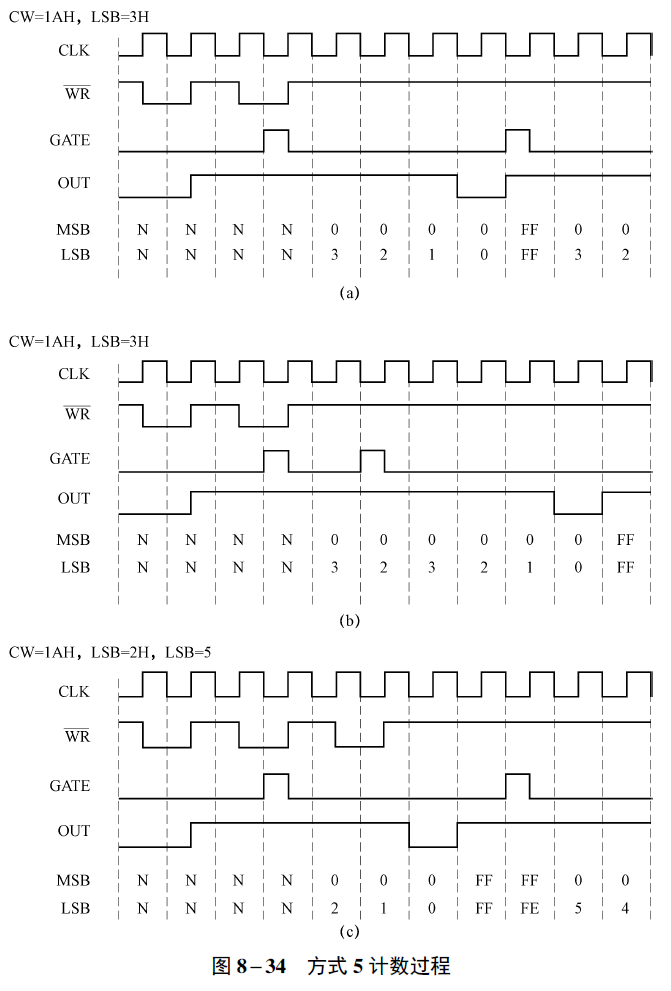 CW=1AH，LSB=3H
CLK
WR
GATE
OUT
MSB N N N N 0 0 0 0 FF 0 0
LSB N N N N 3 2 1 0 FF 3 2
(a)
CW=1AH，LSB=3H
CLK
WR
GATE
OUT
MSB N N N N 0 0 0 0 0 0 FF
LSB N N N N 3 2 3 2 1 0 FF
(b)
CW=1AH，LSB=2H，LSB=5
CLK
WR
GATE
OUT
MSB N N N N 0 0 0 FF FF 0 0
LSB N N N N 2 1 0 FF FE 5 4
(c)
图 8-34 方式 5 计数过程